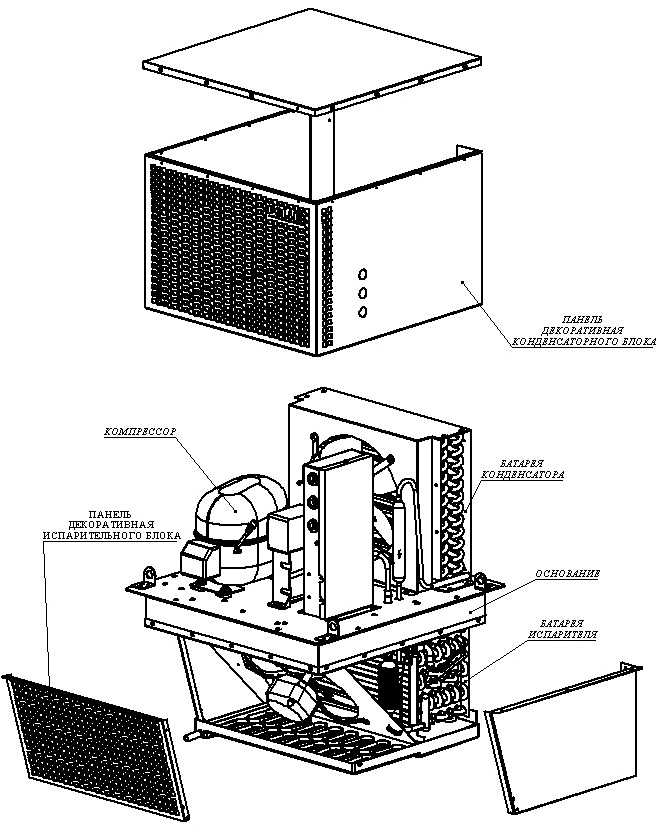 ПАНЕЛЬ
ДЕКОРАТИВНАЯ
КОНДЕНСАТОРНОГО БЛОКА
КОМПРЕССОР
БАТАРЕЯ
КОНДЕНСАТОРА
ПАНЕЛЬ
ДЕКОРАТИВНАЯ
ИСПАРИТЕЛЬНОГО БЛОКА
ОСНОВАНИЕ
БАТАРЕЯ
ИСПАРИТЕЛЯ